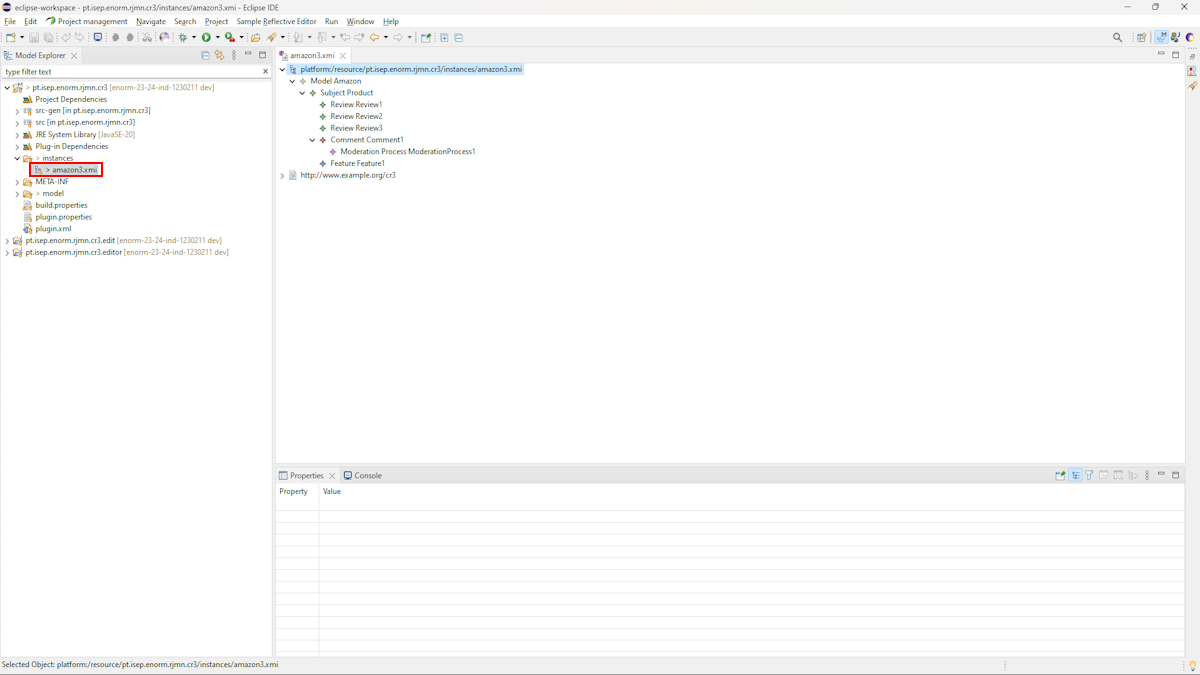 eclipse-workspace - pt.isep.enorm.rjmn.cr3/instances/amazon3.xmi - Eclipse IDE
File Edit Project management Navigate Search Project Sample Reflective Editor Run Window Help
Model Explorer
type filter text
> pt.isep.enorm.rjmn.cr3 [enorm-23-24-ind-1230211 dev]
Project Dependencies
src-gen [in pt.isep.enorm.rjmn.cr3]
src [in pt.isep.enorm.rjmn.cr3]
JRE System Library [JavaSE-20]
Plug-in Dependencies
> instances
> amazon3.xmi
META-INF
> model
build.properties
plugin.properties
plugin.xml
pt.isep.enorm.rjmn.cr3.edit [enorm-23-24-ind-1230211 dev]
pt.isep.enorm.rjmn.cr3.editor [enorm-23-24-ind-1230211 dev]
amazon3.xmi
platform:/resource/pt.isep.enorm.rjmn.cr3/instances/amazon3.xmi
Model Amazon
Subject Product
Review Review1
Review Review2
Review Review3
Comment Comment1
Moderation Process ModerationProcess1
Feature Feature1
http://www.example.org/cr3
Properties Console
Property Value
Selected Object: platform:/resource/pt.isep.enorm.rjmn.cr3/instances/amazon3.xmi